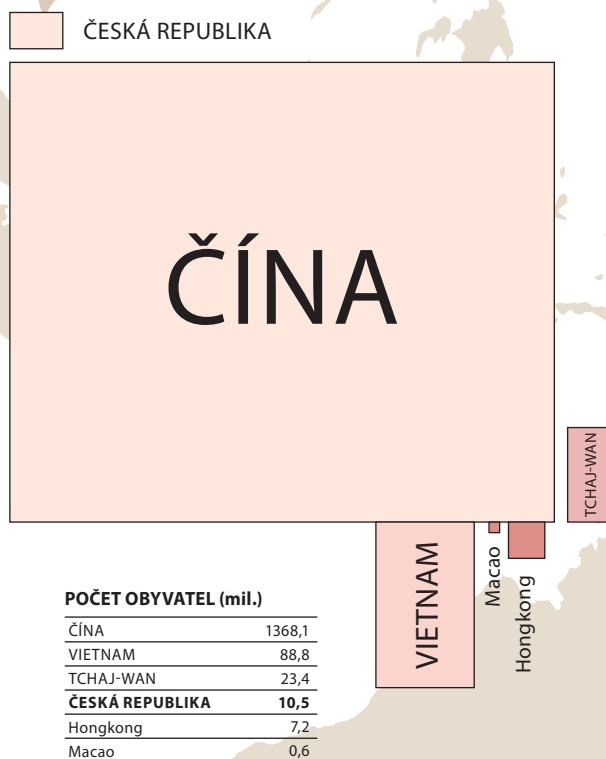 ČESKÁ REPUBLIKA
ČÍNA
TCHAJ-WAN
VIETNAM
Macao
Hongkong
POČET OBYVATEL (mil.)
ČÍNA 1368,1
VIETNAM 88,8
TCHAJ-WAN 23,4
ČESKÁ REPUBLIKA 10,5
Hongkong 7,2
Macao 0,6